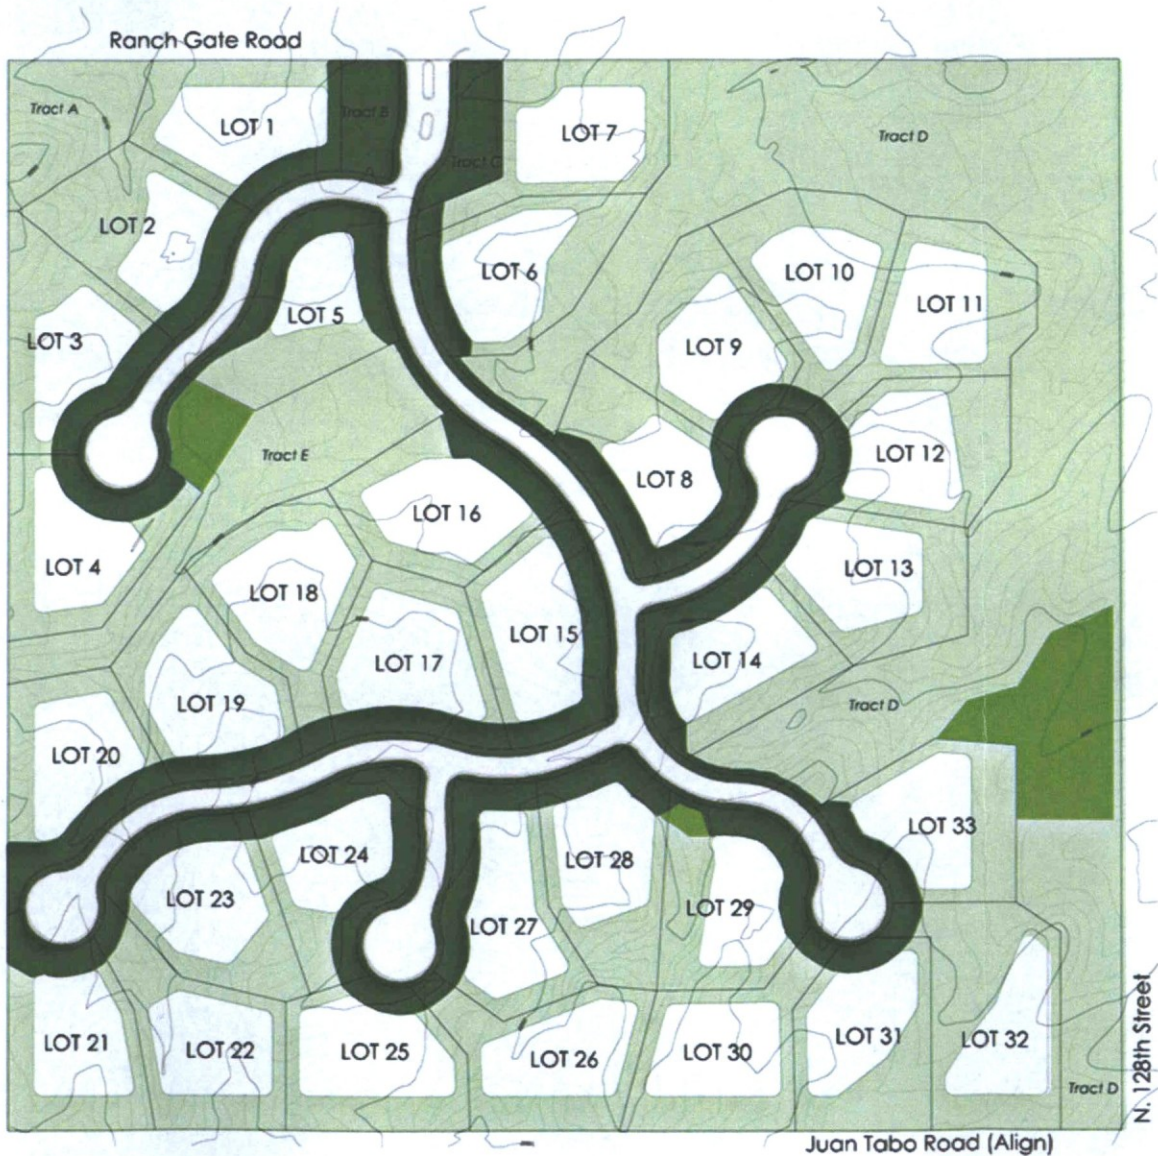 Ranch Gate Road
Tract A
LOT 1
Tract B
LOT 7
Tract D
Tract C
LOT 2
LOT 6
LOT 10
LOT 11
LOT 5
LOT 3
LOT 9
Tract E
LOT 12
LOT 8
LOT 16
LOT 4
LOT 18
LOT 13
LOT 15
LOT 17
LOT 14
LOT 19
Tract D
LOT 20
LOT 33
LOT 24
LOT 28
LOT 23
LOT 29
LOT 27
LOT 21
LOT 22
LOT 25
LOT 26
LOT 30
LOT 31
LOT 32
Tract D
N. 128th Street
Juan Tabo Road (Align)